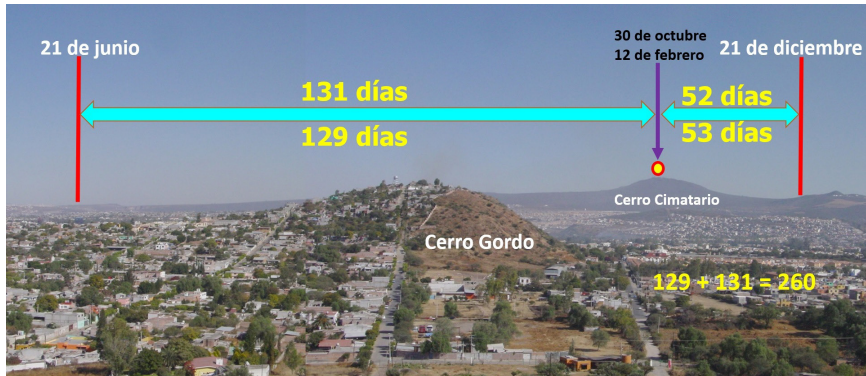 21 de junio
30 de octubre
12 de febrero
21 de diciembre
131 días
129 días
52 días
53 días
Cerro Cimatario
Cerro Gordo
129 + 131 = 260